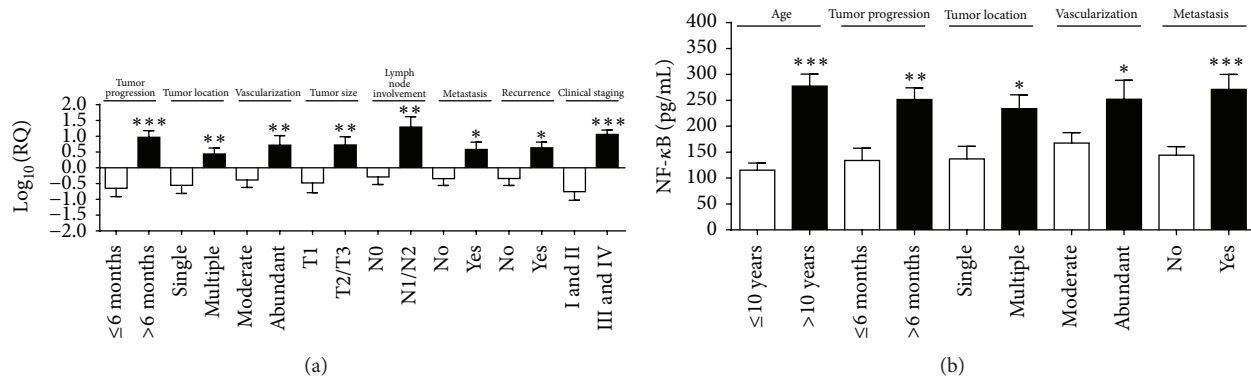 Tumor progression
Tumor location
Vascularization
Tumor size
Lymph node involvement
Metastasis
Recurrence
Clinical staging
2.0
1.5
1.0
0.5
0.0
−0.5
−1.0
−1.5
−2.0
Log₁₀ (RQ)
***
**
**
**
**
*
*
***
≤6 months
>6 months
Single
Multiple
Moderate
Abundant
T1
T2/T3
N0
N1/N2
No
Yes
No
Yes
I and II
III and IV
(a)
Age
Tumor progression
Tumor location
Vascularization
Metastasis
400
350
300
250
200
150
100
50
0
NF-κB (pg/mL)
***
**
*
*
***
≤10 years
>10 years
≤6 months
>6 months
Single
Multiple
Moderate
Abundant
No
Yes
(b)